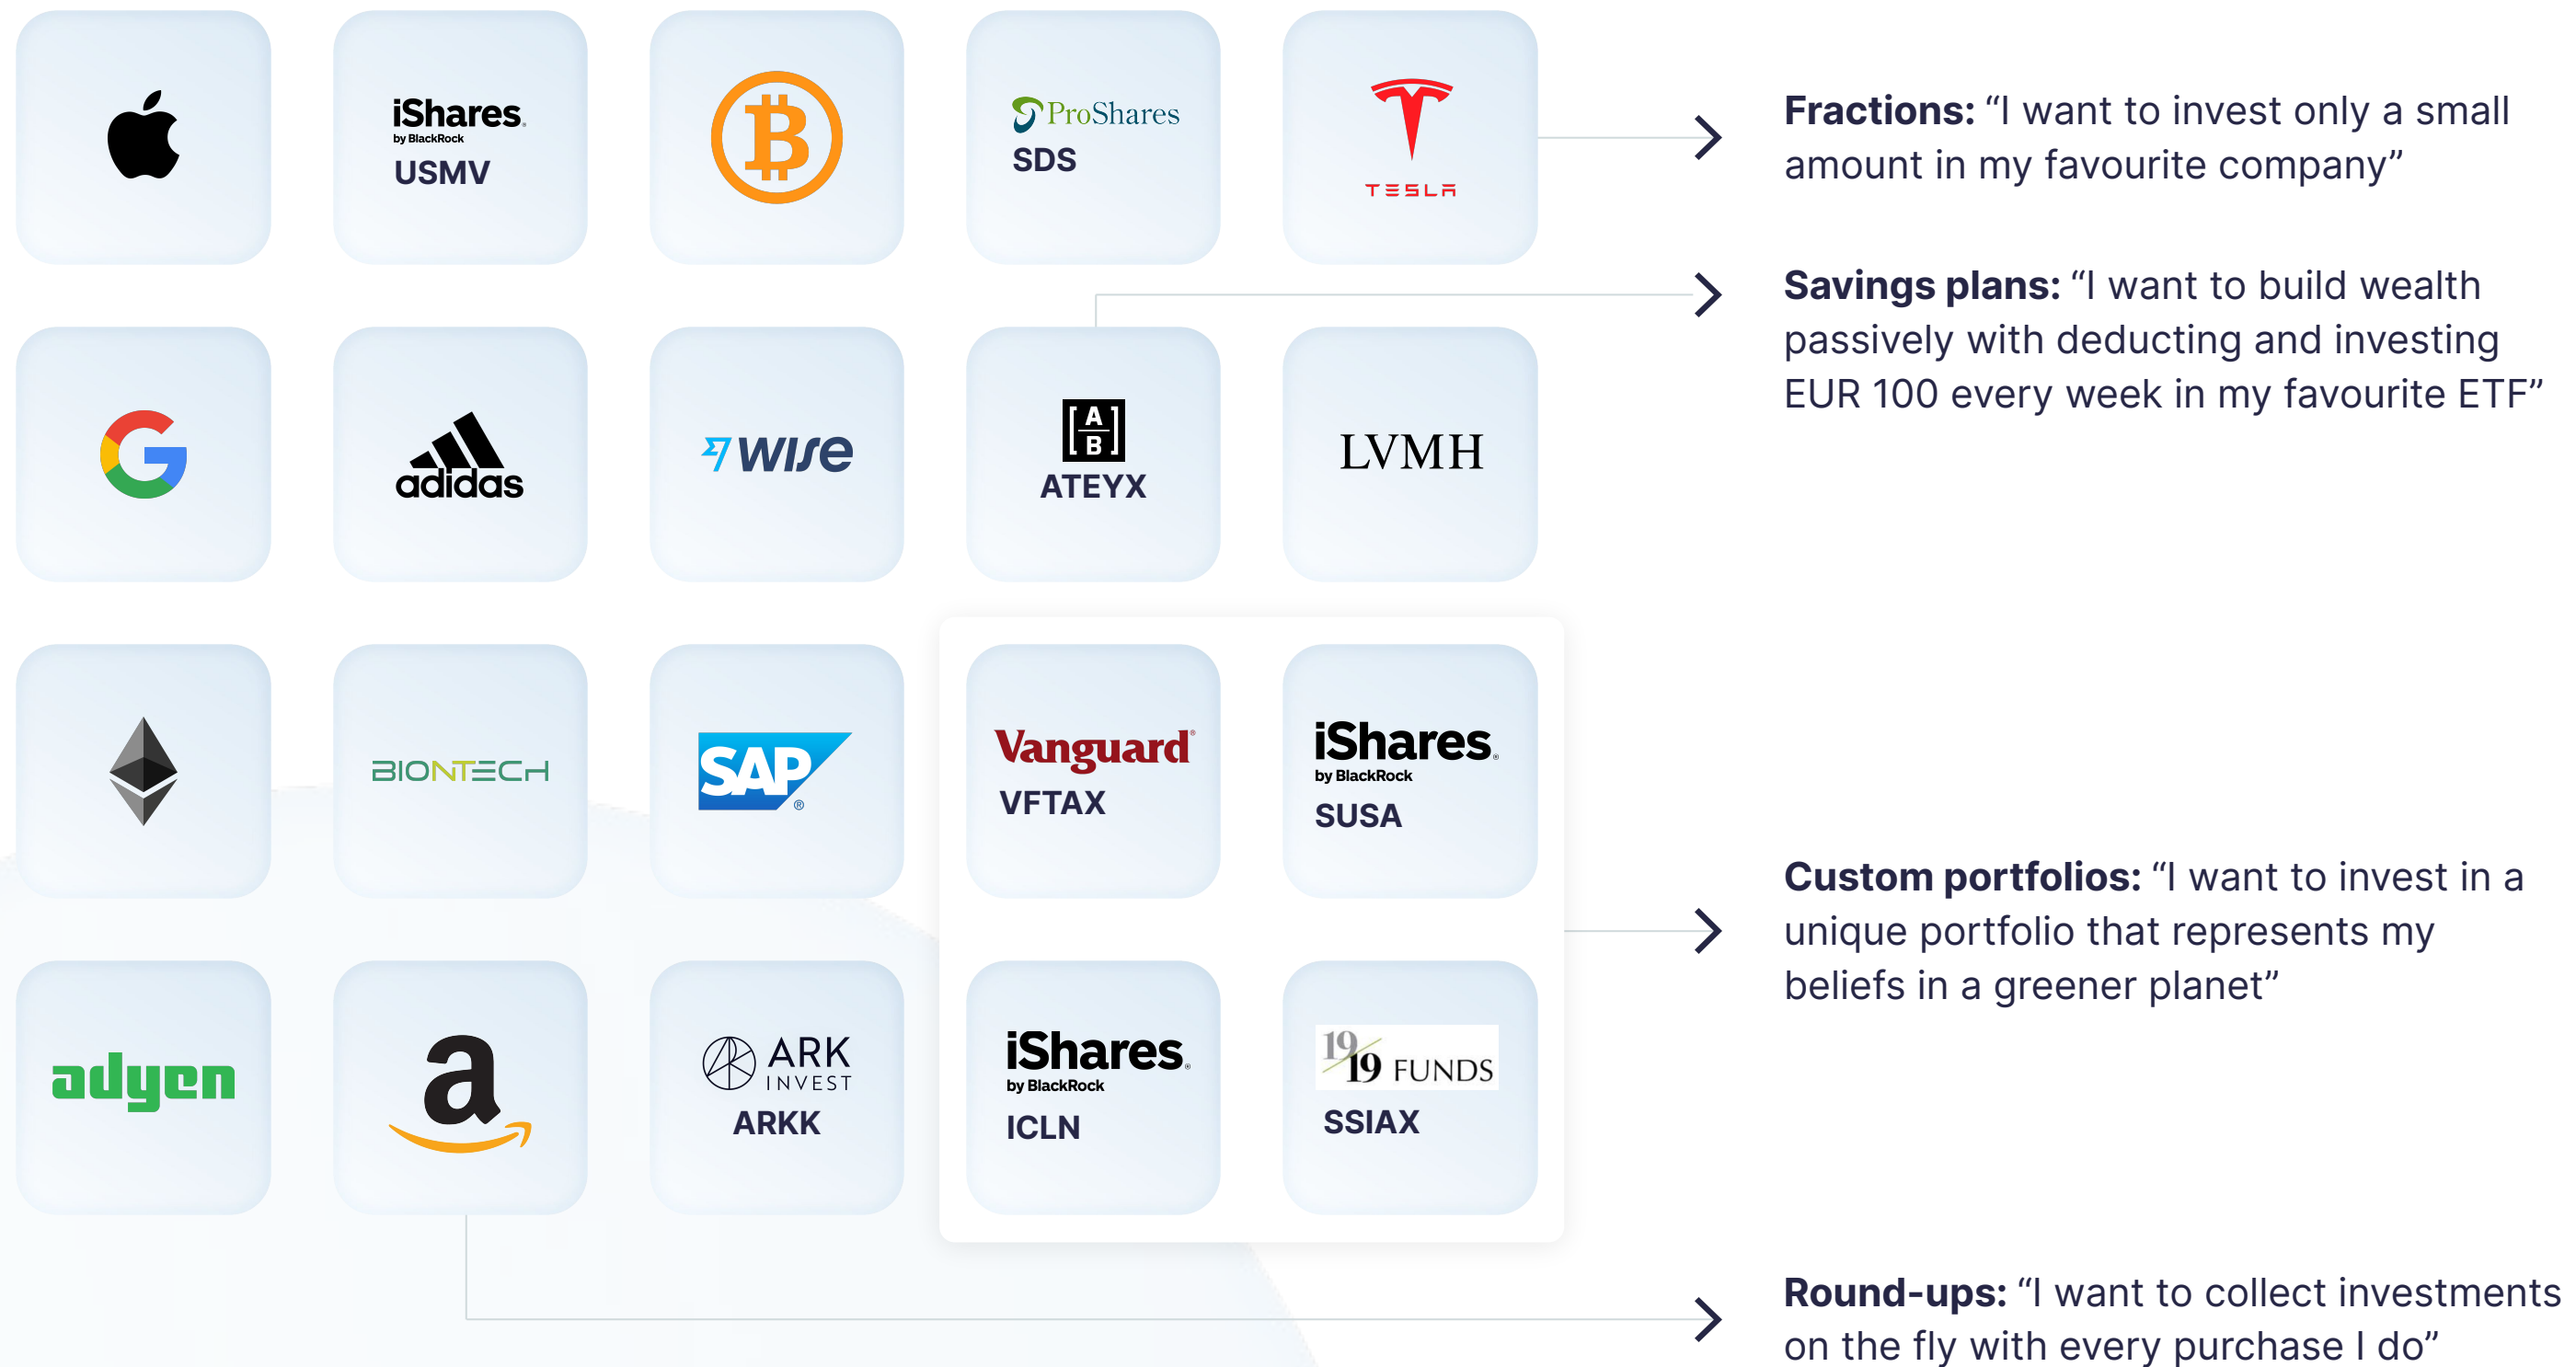 iShares.
by BlackRock
USMV
ProShares
SDS
TESLA
Fractions: “I want to invest only a small
amount in my favourite company”
Savings plans: “I want to build wealth
passively with deducting and investing
EUR 100 every week in my favourite ETF”
adidas
wise
[A
B]
ATEYX
LVMH
BIONTECH
SAP®
Vanguard®
VFTAX
iShares®
by BlackRock
SUSA
Custom portfolios: “I want to invest in a
unique portfolio that represents my
beliefs in a greener planet”
adyen
a
ARK
INVEST
ARKK
iShares®
by BlackRock
ICLN
1919 FUNDS
SSIAX
Round-ups: “I want to collect investments
on the fly with every purchase I do”